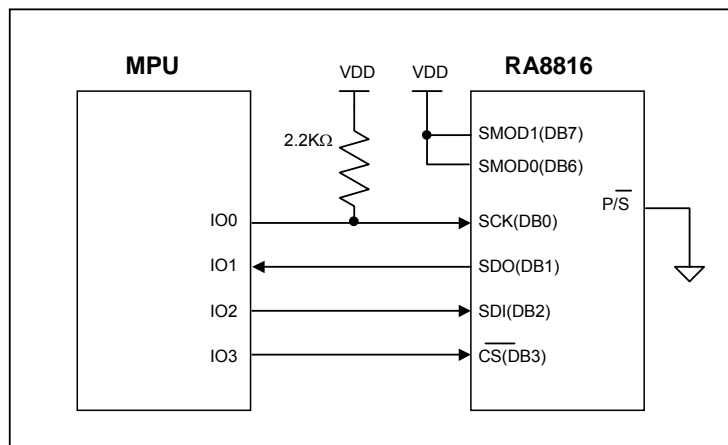 MPU
RA8816
VDD
VDD
SMOD1(DB7)
2.2KΩ
SMOD0(DB6)
P/S
IO0
SCK(DB0)
IO1
SDO(DB1)
IO2
SDI(DB2)
IO3
CS(DB3)